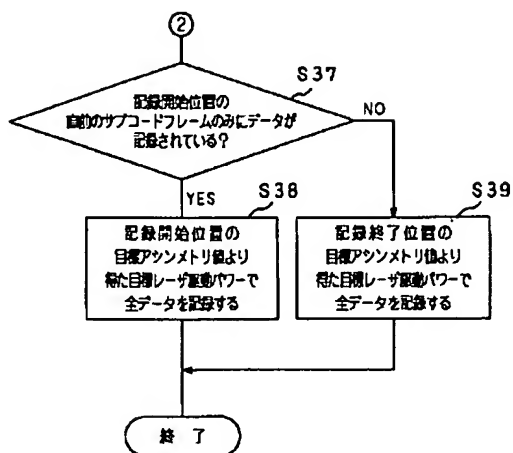 ②
S37
記録開始位置の
直前のサブコードフレームのみにデータが
記録されている?
NO
YES
S38
記録開始位置の
目標アシンメトリ値より
得た目標レーザ駆動パワーで
全データを記録する
S39
記録終了位置の
目標アシンメトリ値より
得た目標レーザ駆動パワーで
全データを記録する
終了